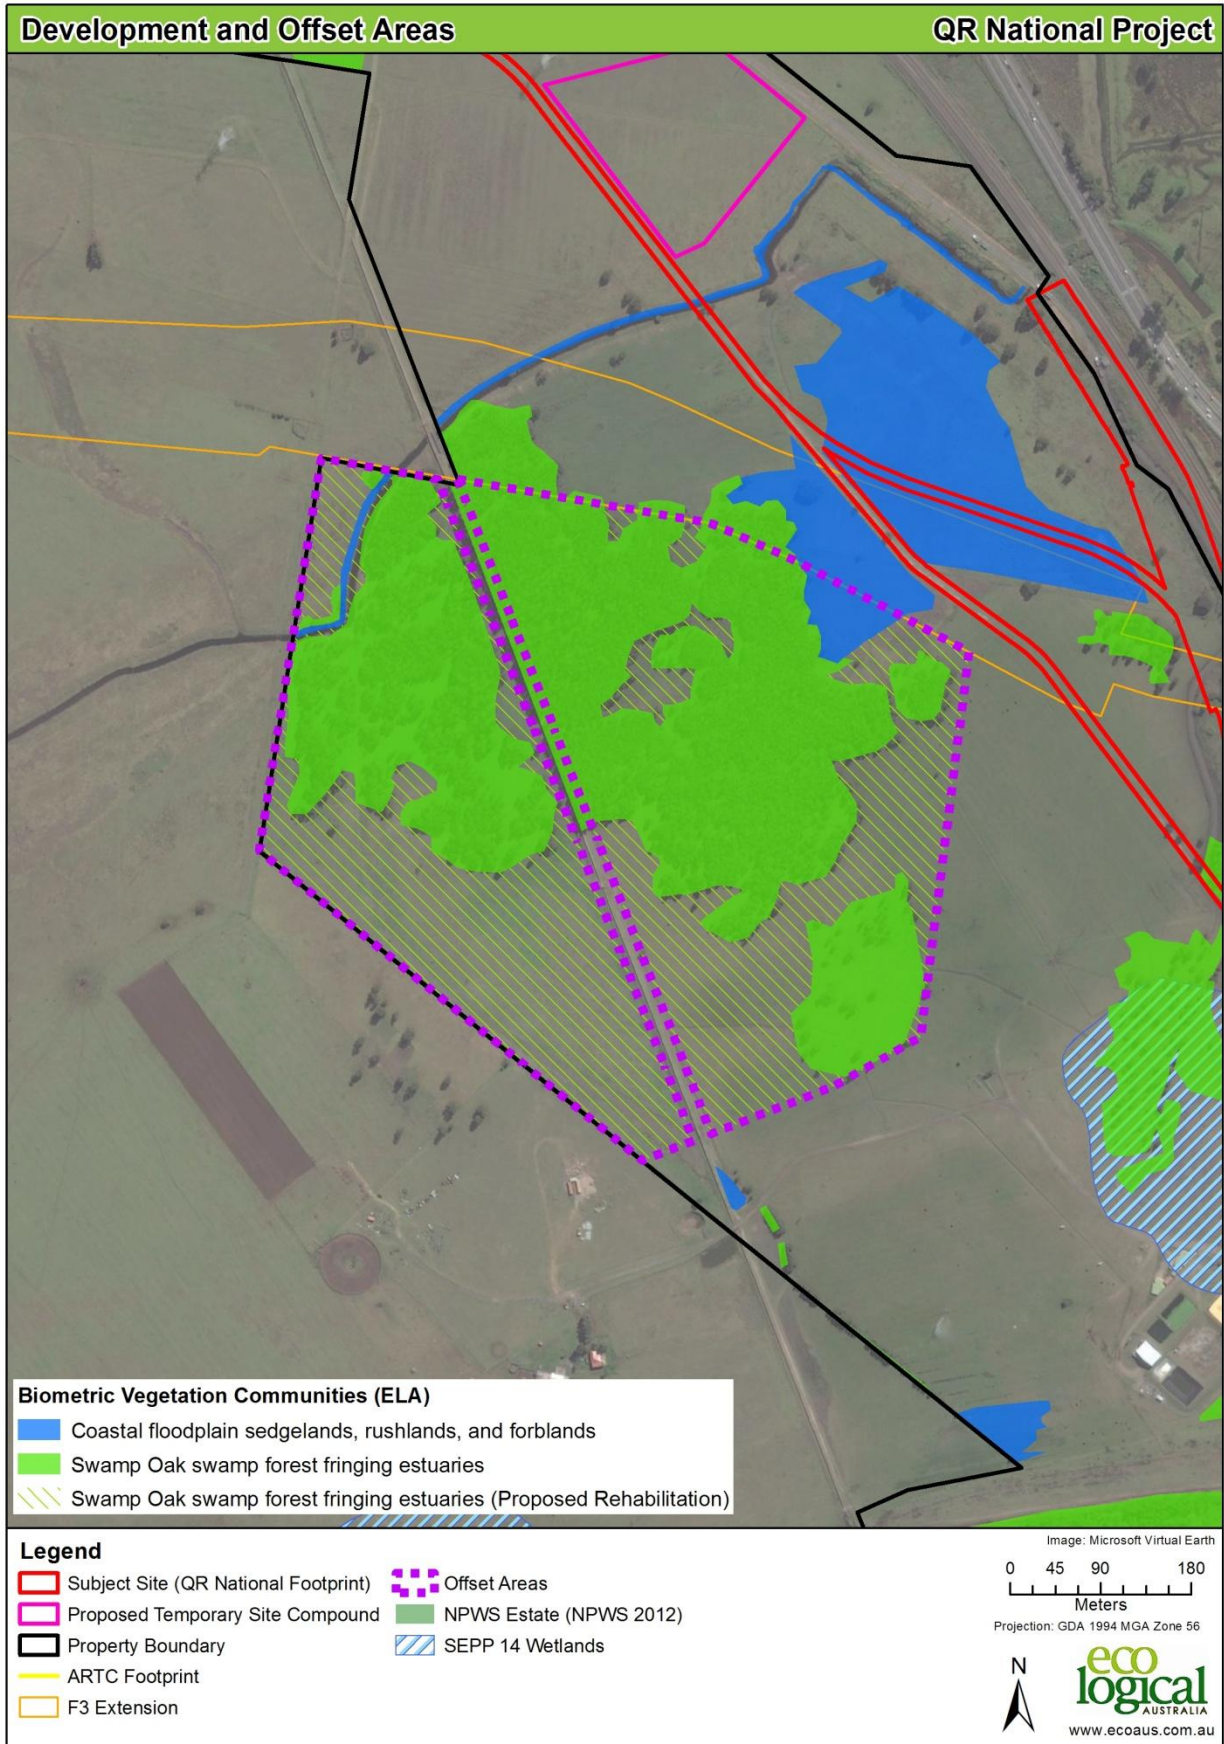 Development and Offset Areas
QR National Project
Biometric Vegetation Communities (ELA)
Coastal floodplain sedgelands, rushlands, and forblands
Swamp Oak swamp forest fringing estuaries
Swamp Oak swamp forest fringing estuaries (Proposed Rehabilitation)
Legend
Subject Site (QR National Footprint)
Proposed Temporary Site Compound
Property Boundary
ARTC Footprint
F3 Extension
Offset Areas
NPWS Estate (NPWS 2012)
SEPP 14 Wetlands
Image: Microsoft Virtual Earth
0 45 90 180
Meters
Projection: GDA 1994 MGA Zone 56
N
eco
logical
AUSTRALIA
www.ecoaus.com.au